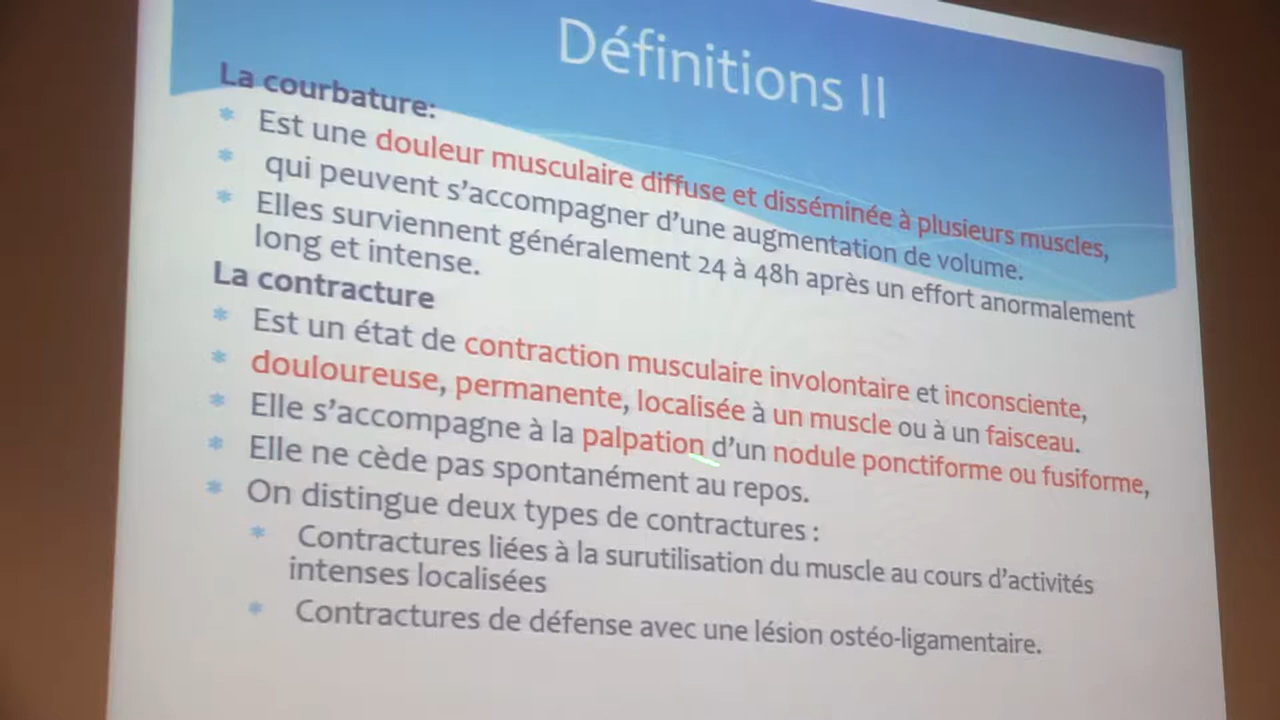 Définitions II
La courbature:
* Est une douleur musculaire diffuse et disséminée à plusieurs muscles,
* qui peuvent s'accompagner d'une augmentation de volume.
* Elles surviennent généralement 24 à 48h après un effort anormalement
long et intense.
La contracture
* Est un état de contraction musculaire involontaire et inconsciente,
* douloureuse, permanente, localisée à un muscle ou à un faisceau.
* Elle s'accompagne à la palpation d'un nodule ponctiforme ou fusiforme,
* Elle ne cède pas spontanément au repos.
* On distingue deux types de contractures :
* Contractures liées à la surutilisation du muscle au cours d'activités
intenses localisées
* Contractures de défense avec une lésion ostéo-ligamentaire.